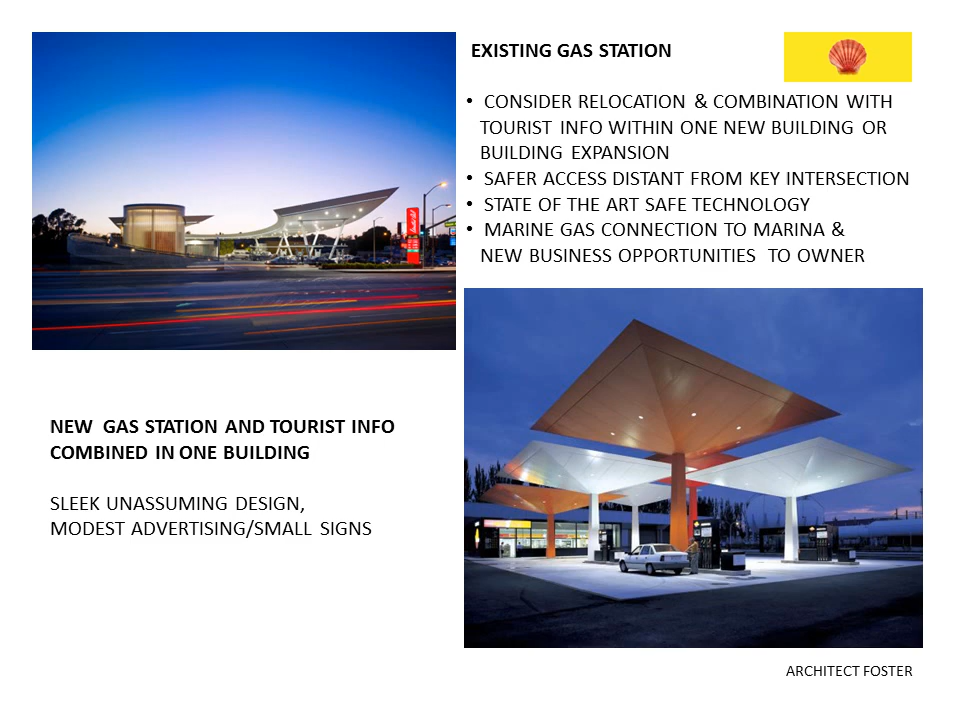 EXISTING GAS STATION
• CONSIDER RELOCATION & COMBINATION WITH
TOURIST INFO WITHIN ONE NEW BUILDING OR
BUILDING EXPANSION
• SAFER ACCESS DISTANT FROM KEY INTERSECTION
• STATE OF THE ART SAFE TECHNOLOGY
• MARINE GAS CONNECTION TO MARINA &
NEW BUSINESS OPPORTUNITIES TO OWNER
NEW GAS STATION AND TOURIST INFO
COMBINED IN ONE BUILDING
SLEEK UNASSUMING DESIGN,
MODEST ADVERTISING/SMALL SIGNS
ARCHITECT FOSTER